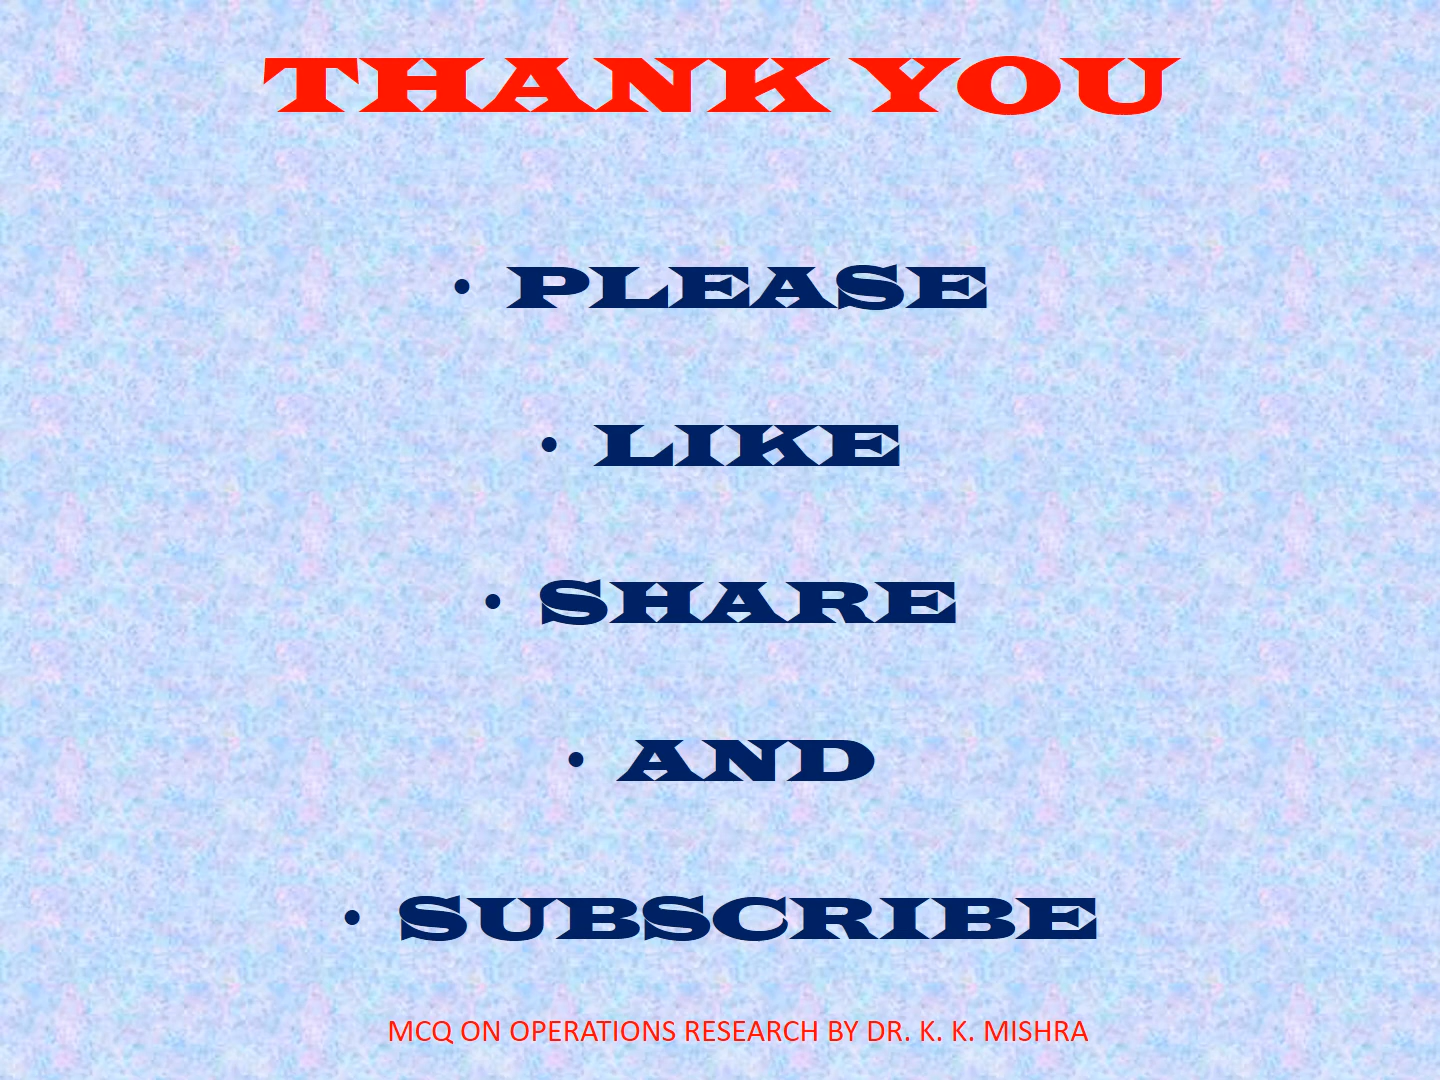 THANK YOU
• PLEASE
• LIKE
• SHARE
• AND
• SUBSCRIBE
MCQ ON OPERATIONS RESEARCH BY DR. K. K. MISHRA